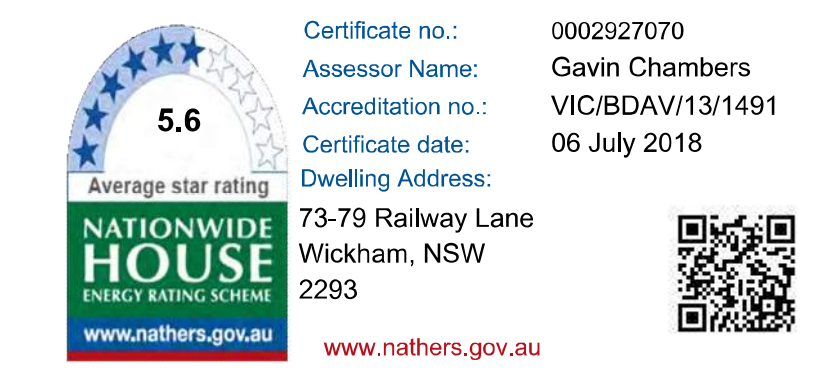 5.6
Average star rating
NATIONWIDE
HOUSE
ENERGY RATING SCHEME
www.nathers.gov.au
Certificate no.: 0002927070
Assessor Name: Gavin Chambers
Accreditation no.: VIC/BDAV/13/1491
Certificate date: 06 July 2018
Dwelling Address:
73-79 Railway Lane
Wickham, NSW
2293
www.nathers.gov.au